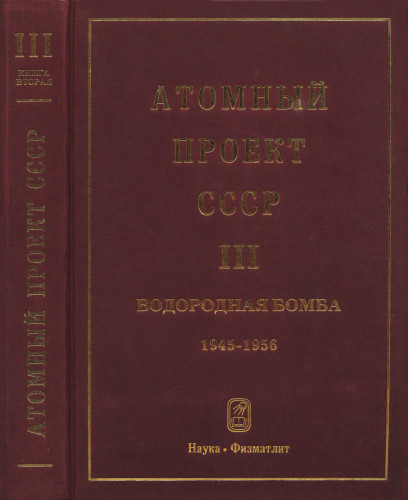 III
КНИГА
ВТОРАЯ
АТОМНЫЙ ПРОЕКТ СССР
АТОМНЫЙ
ПРОЕКТ
СССР
III
ВОДОРОДНАЯ БОМБА
1945-1956
Наука • Физматлит